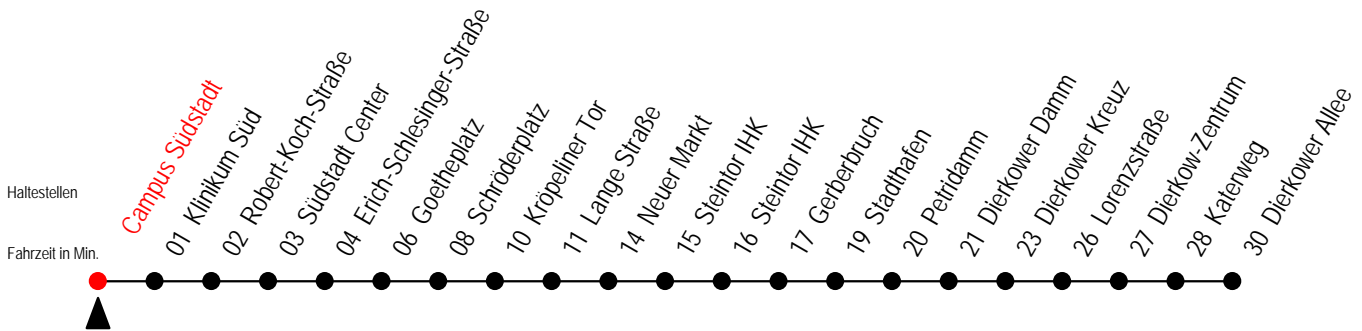 Haltestellen
Fahrzeit in Min.
Campus Südstadt
01 Klinikum Süd
02 Robert-Koch-Straße
03 Südstadt Center
04 Erich-Schlesinger-Straße
06 Goetheplatz
08 Schröderplatz
10 Kröpeliner Tor
11 Lange Straße
14 Neuer Markt
15 Steintor IHK
16 Steintor IHK
17 Gerberbruch
19 Stadthafen
20 Petridamm
21 Dierkower Damm
23 Dierkower Kreuz
26 Lorenzstraße
27 Dierkow-Zentrum
28 Katerweg
30 Dierkower Allee